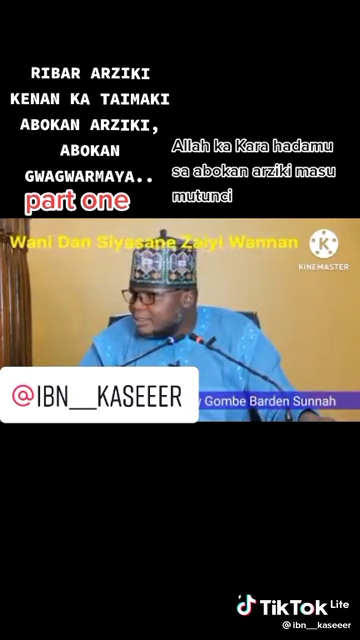 RIBAR ARZIKI
KENAN KA TAIMAKI
ABOKAN ARZIKI,
ABOKAN
GWAGWARMAYA..
part one
Allah ka Kara hadamu
sa abokan arziki masu
mutunci
Wani Dan Siyasane Zaiyi Wannan
KINEMASTER
@IBN__KASEEER
y Gombe Barden Sunnah
TikTok Lite
@ibn__kaseeer